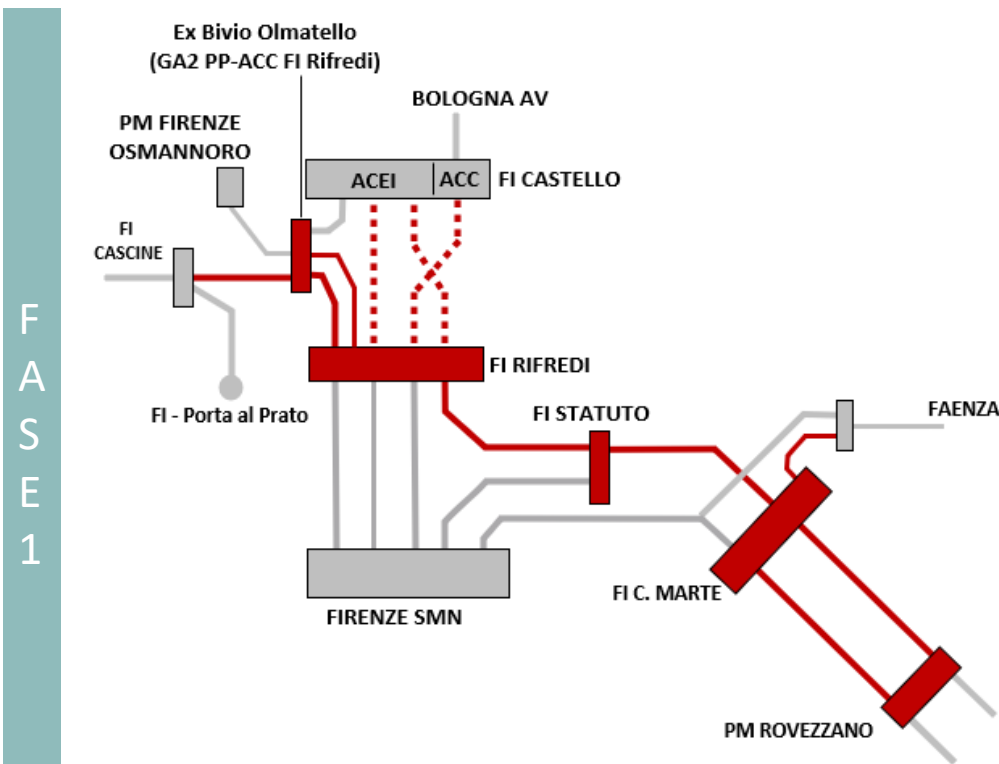 FASE1
Ex Bivio Olmatello
(GA2 PP-ACC FI Rifredi)
BOLOGNA AV
PM FIRENZE
OSMANNORO
ACEI
ACC
FI CASTELLO
FI
CASCINE
FI RIFREDI
FI - Porta al Prato
FI STATUTO
FAENZA
FI C. MARTE
FIRENZE SMN
PM ROVEZZANO